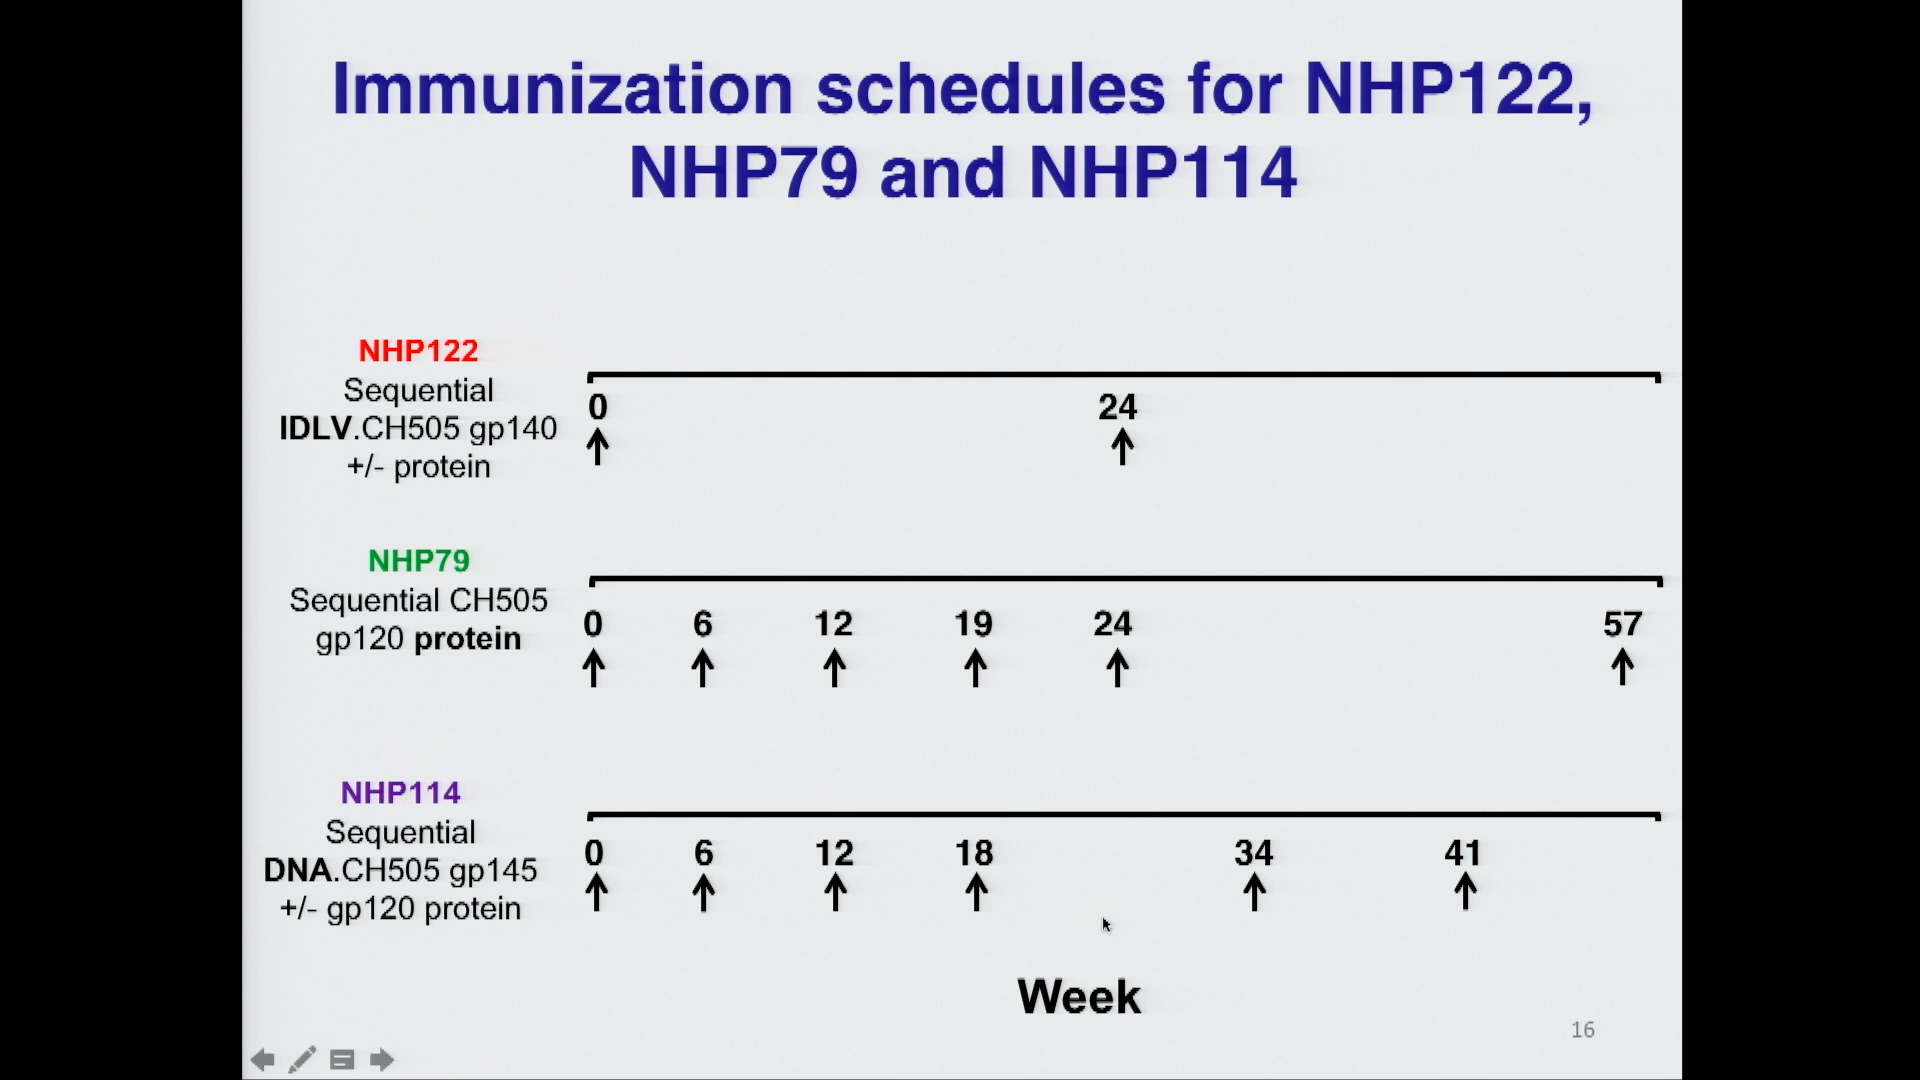 Immunization schedules for NHP122,
NHP79 and NHP114
NHP122
Sequential
IDLV.CH505 gp140
+/- protein
0 24
NHP79
Sequential CH505
gp120 protein
0 6 12 19 24 57
NHP114
Sequential
DNA.CH505 gp145
+/- gp120 protein
0 6 12 18 34 41
Week
16